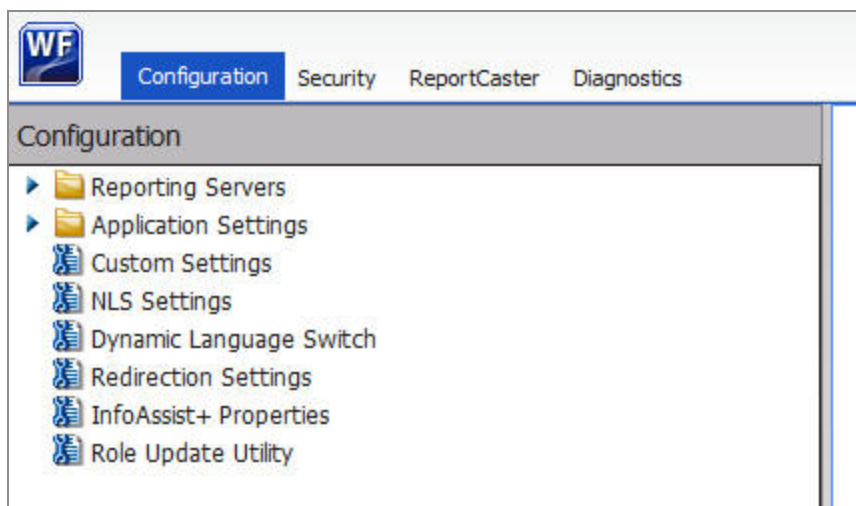 WF
Configuration Security ReportCaster Diagnostics
Configuration
Reporting Servers
Application Settings
Custom Settings
NLS Settings
Dynamic Language Switch
Redirection Settings
InfoAssist+ Properties
Role Update Utility